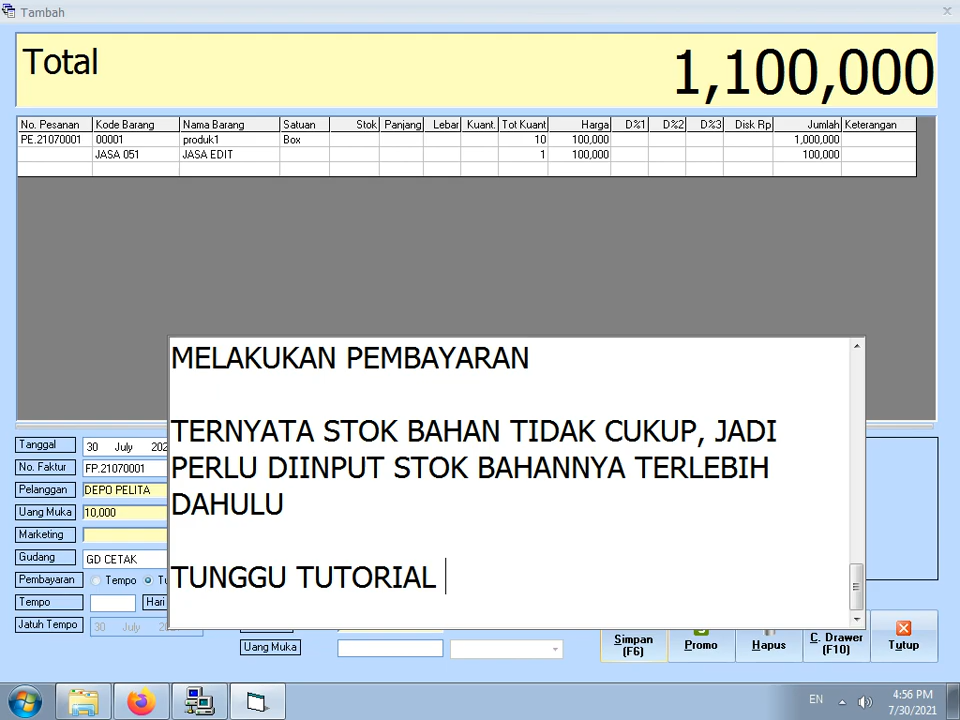 Tambah
Total 1,100,000
No. Pesanan Kode Barang Nama Barang Satuan Stok Panjang Lebar Kuant. Tot Kuant Harga D%1 D%2 D%3 Disk Rp Jumlah Keterangan
PE.21070001 00001 produk1 Box 10 100,000 1,000,000
JASA 051 JASA EDIT 1 100,000 100,000
MELAKUKAN PEMBAYARAN
TERNYATA STOK BAHAN TIDAK CUKUP, JADI
PERLU DIINPUT STOK BAHANNYA TERLEBIH
DAHULU
TUNGGU TUTORIAL
Tanggal 30 July
No. Faktur FP.21070001
Pelanggan DEPO PELITA
Uang Muka 10,000
Marketing
Gudang GD CETAK
Pembayaran Tempo
Tempo Hari
Jatuh Tempo 30 July
Uang Muka
Simpan
(F6)
Promo
Hapus
C. Drawer
(F10)
Tutup
EN
4:56 PM
7/30/2021